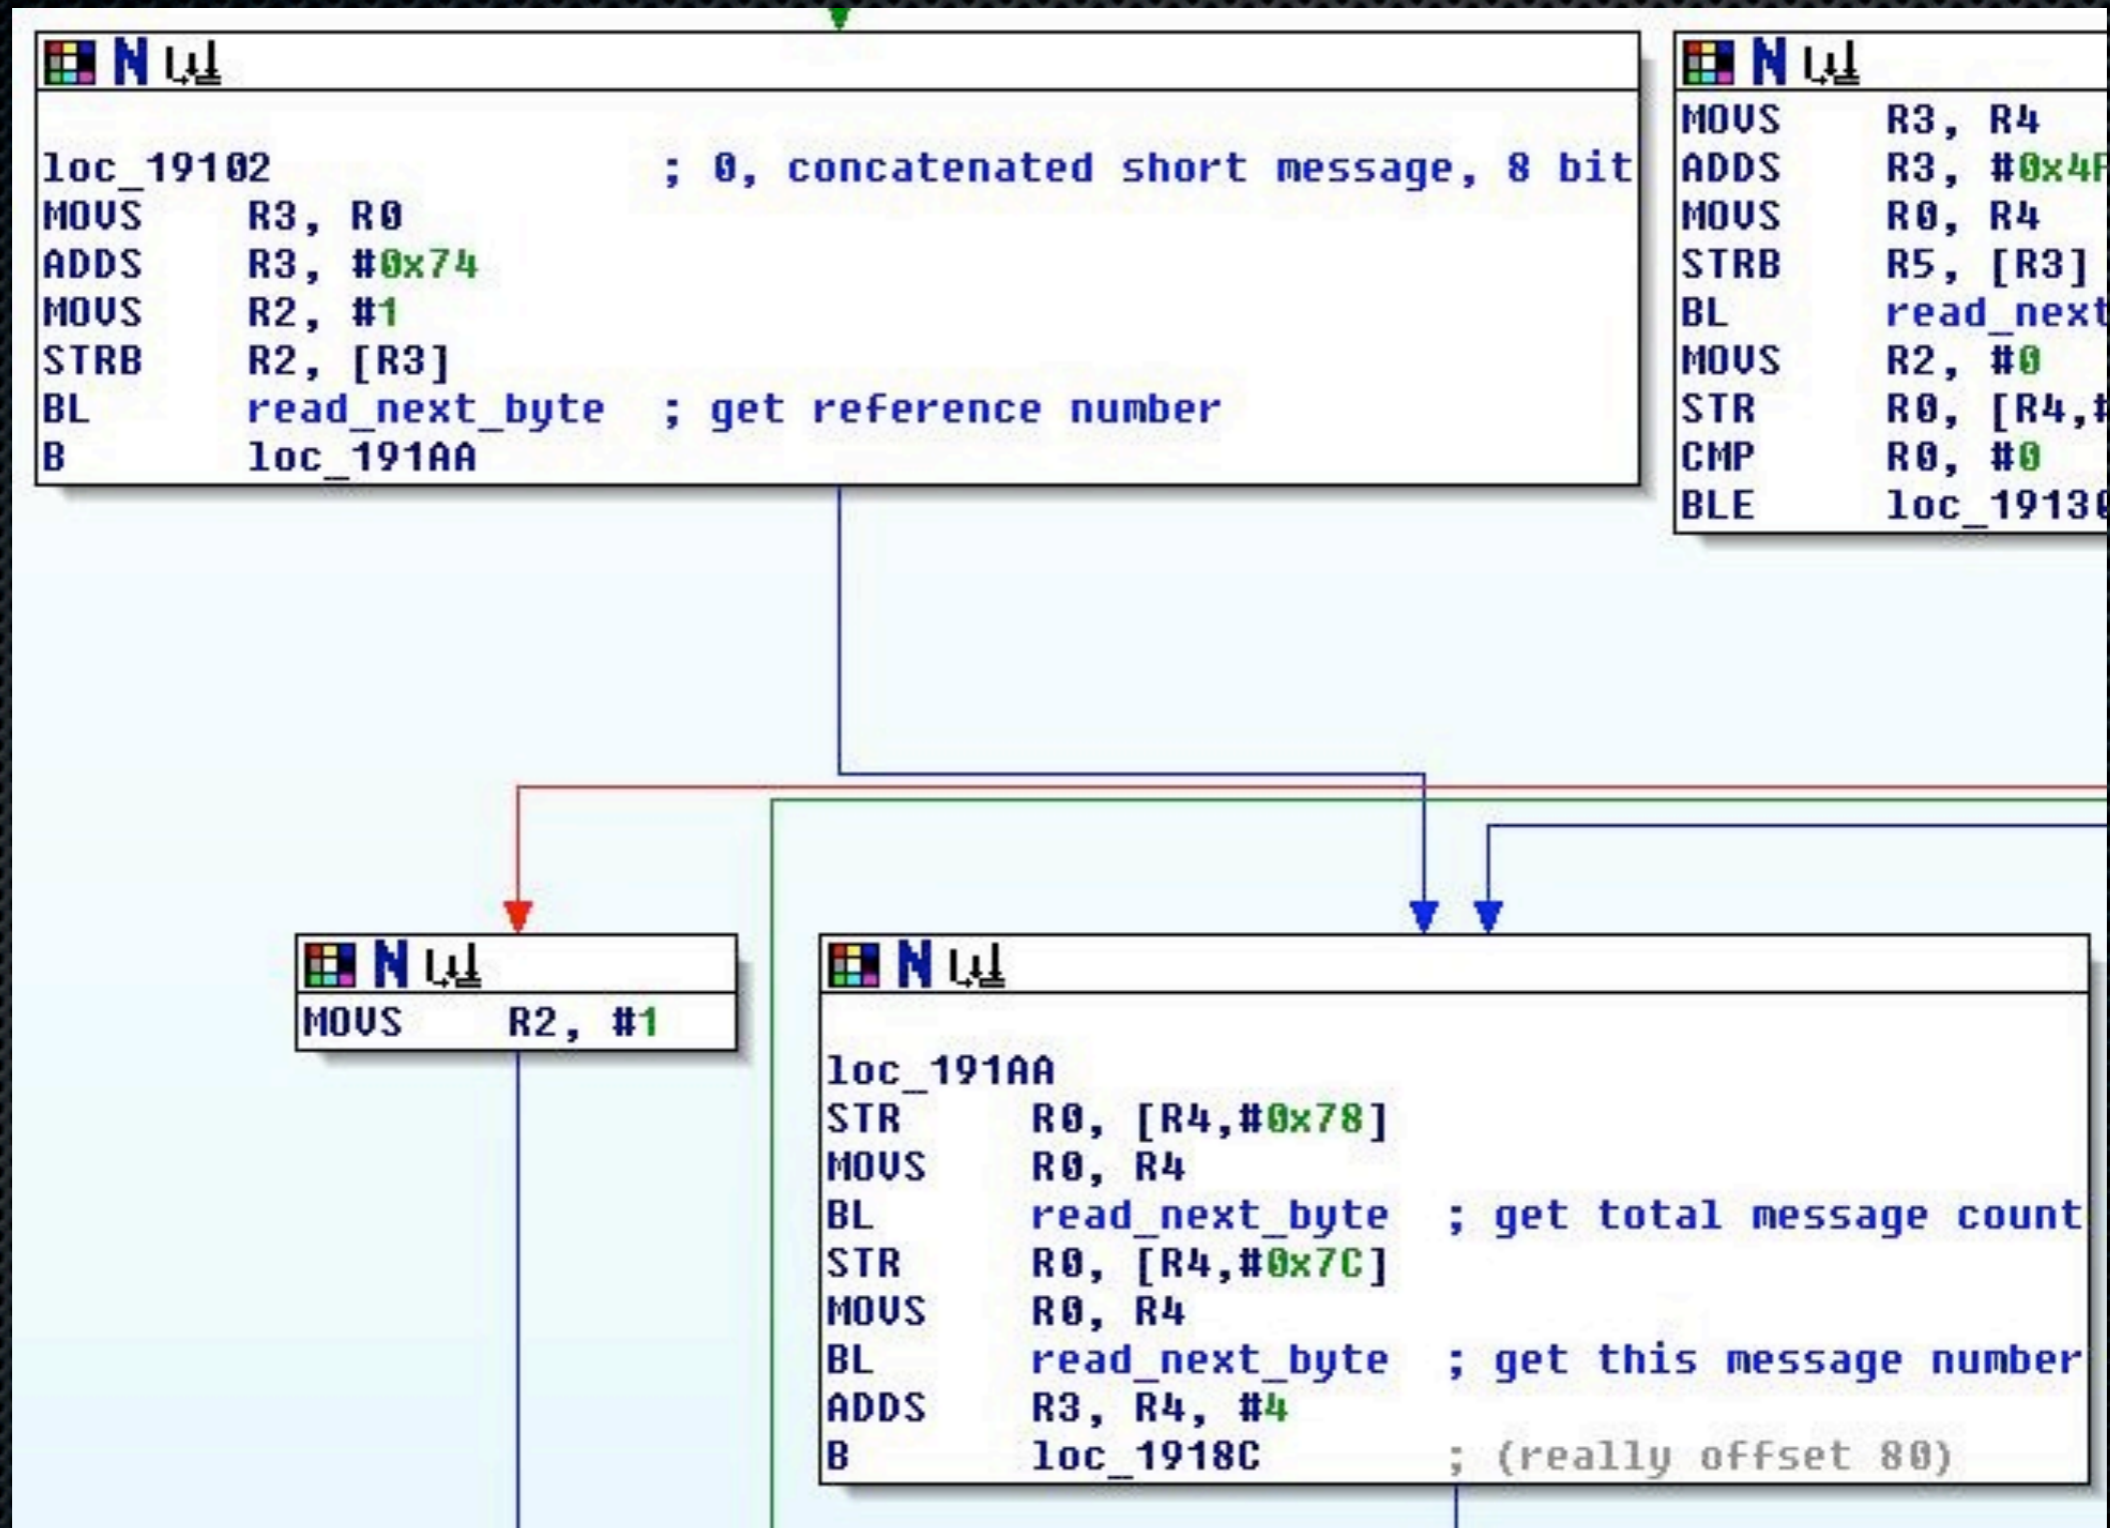 loc_19102 ; 0, concatenated short message, 8 bit
MOVS R3, R0
ADDS R3, #0x74
MOVS R2, #1
STRB R2, [R3]
BL read_next_byte ; get reference number
B loc_191AA
MOVS R3, R4
ADDS R3, #0x4
MOVS R0, R4
STRB R5, [R3]
BL read_next
MOVS R2, #0
STR R0, [R4,#
CMP R0, #0
BLE loc_1913
MOVS R2, #1
loc_191AA
STR R0, [R4,#0x78]
MOVS R0, R4
BL read_next_byte ; get total message count
STR R0, [R4,#0x7C]
MOVS R0, R4
BL read_next_byte ; get this message number
ADDS R3, R4, #4
B loc_1918C ; (really offset 80)